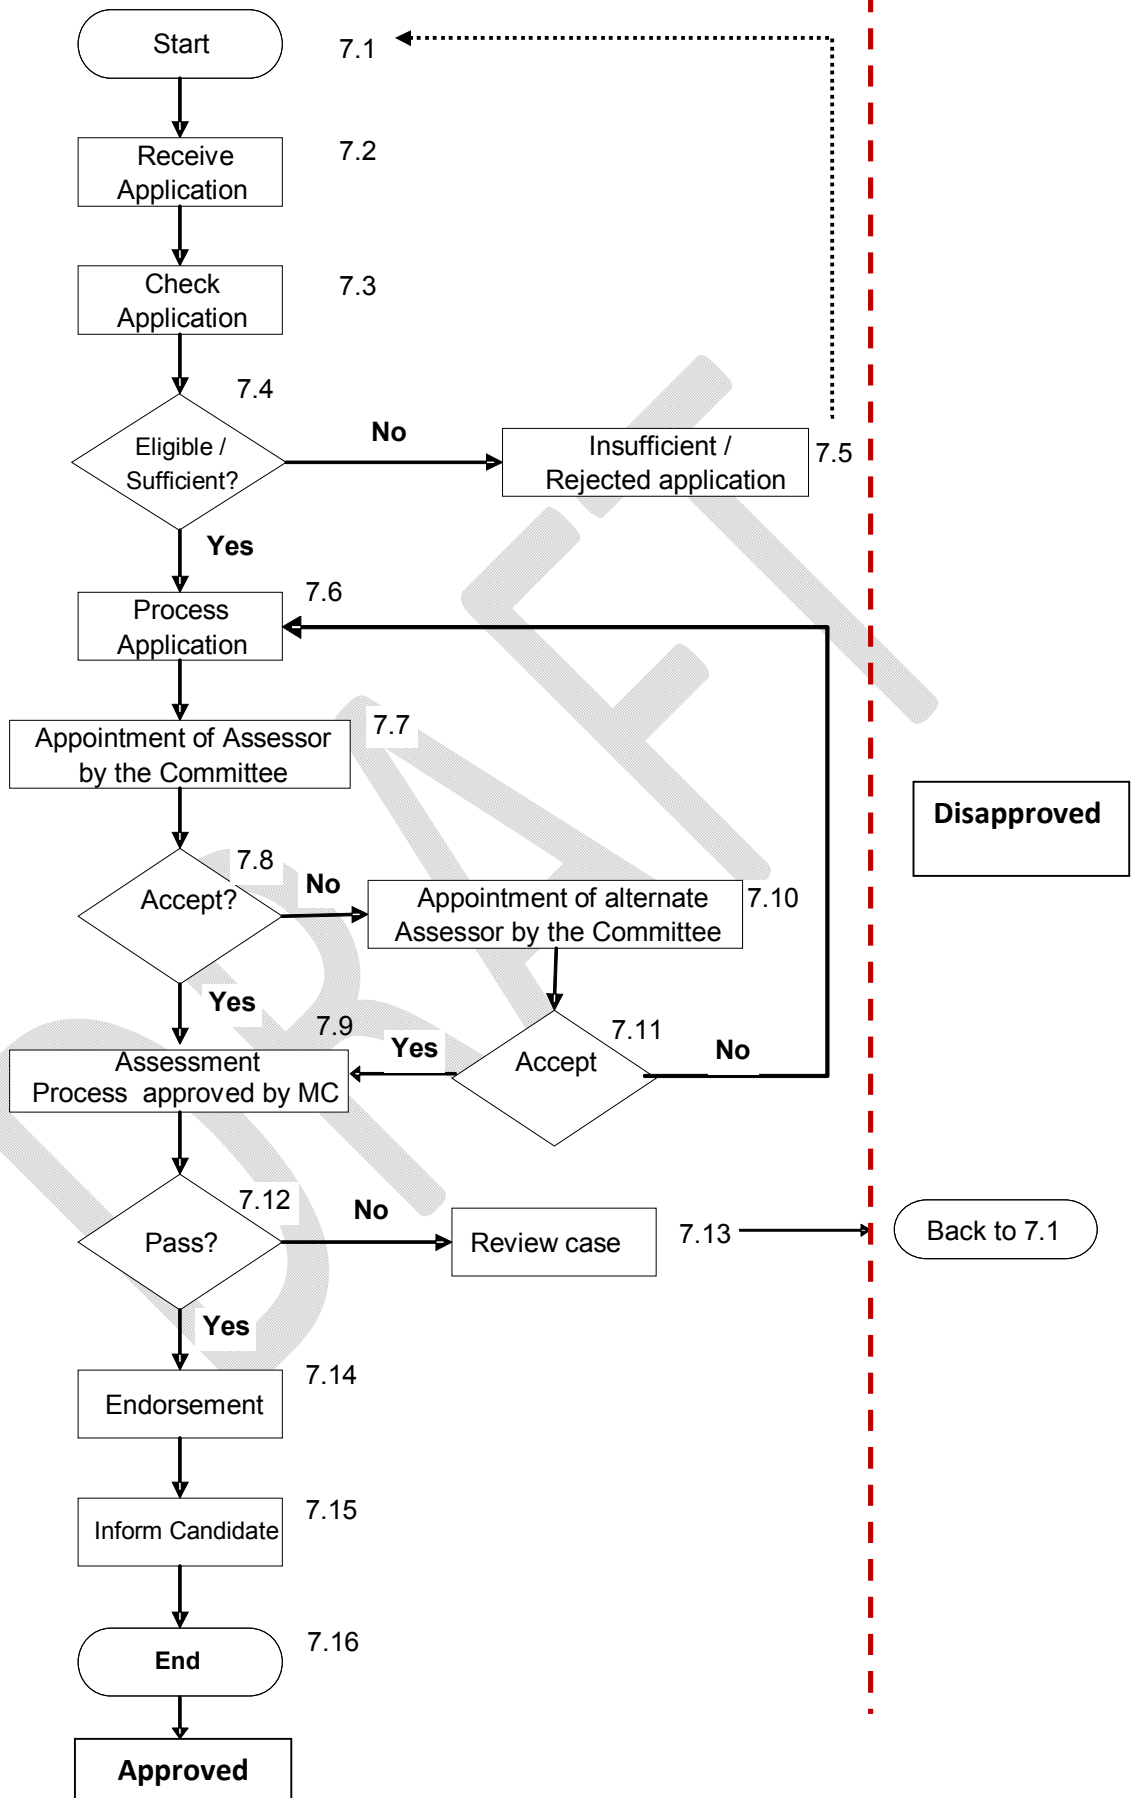 Start
7.1
Receive
Application
7.2
Check
Application
7.3
7.4
Eligible /
Sufficient?
No
Insufficient /
Rejected application
7.5
Yes
Process
Application
7.6
Appointment of Assessor
by the Committee
7.7
Disapproved
7.8
Accept?
No
Appointment of alternate
Assessor by the Committee
7.10
Yes
7.9
Assessment
Process approved by MC
Yes
7.11
Accept
No
7.12
Pass?
No
Review case
7.13
Back to 7.1
Yes
Endorsement
7.14
Inform Candidate
7.15
End
7.16
Approved
DRAFT